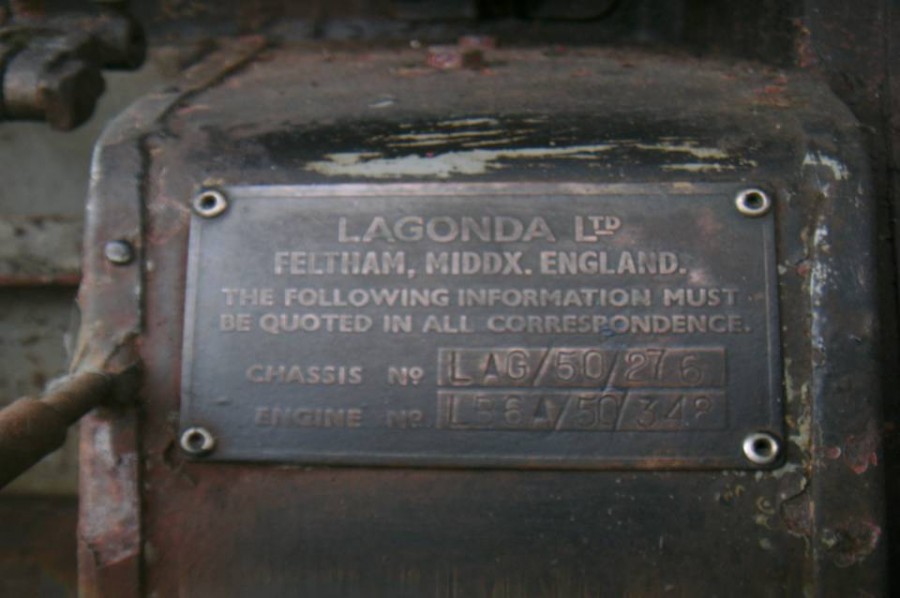 LAGONDA LTD
FELTHAM, MIDDX. ENGLAND.
THE FOLLOWING INFORMATION MUST
BE QUOTED IN ALL CORRESPONDENCE.
CHASSIS Nº LAG/50/276
ENGINE Nº